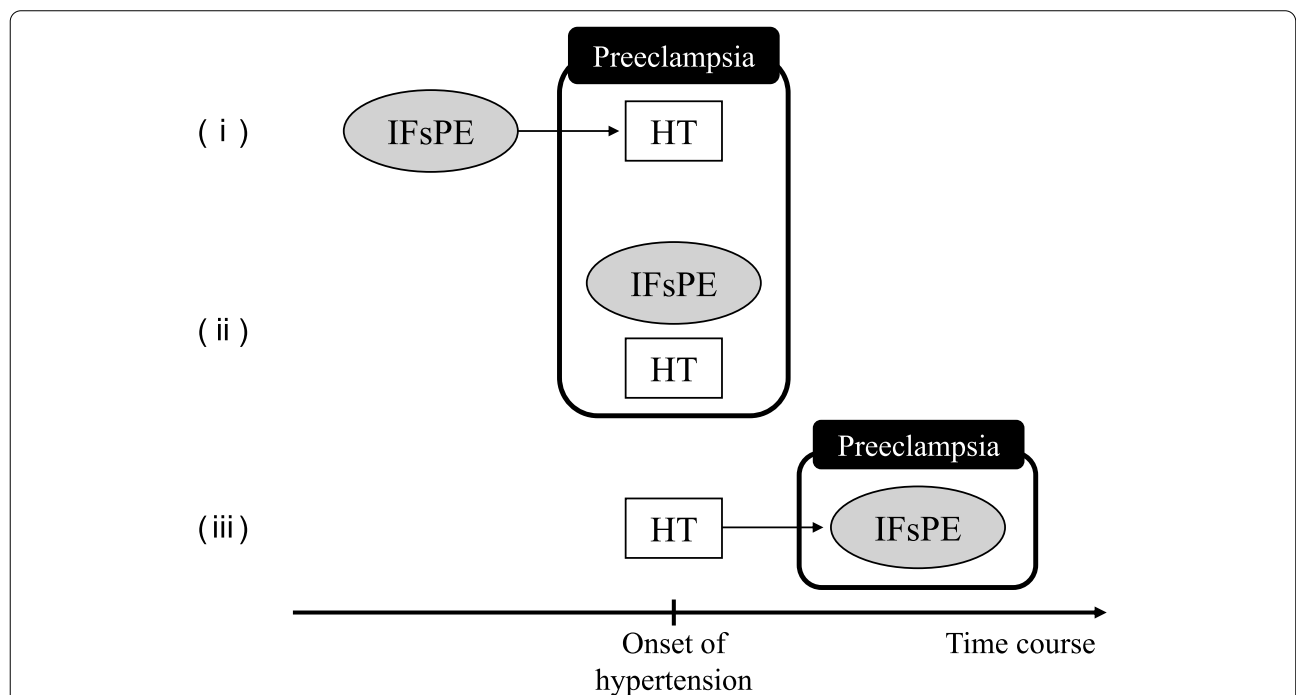 Preeclampsia
( i )
IFsPE
HT
IFsPE
( ii )
HT
Preeclampsia
( iii )
HT
IFsPE
Onset of
hypertension
Time course